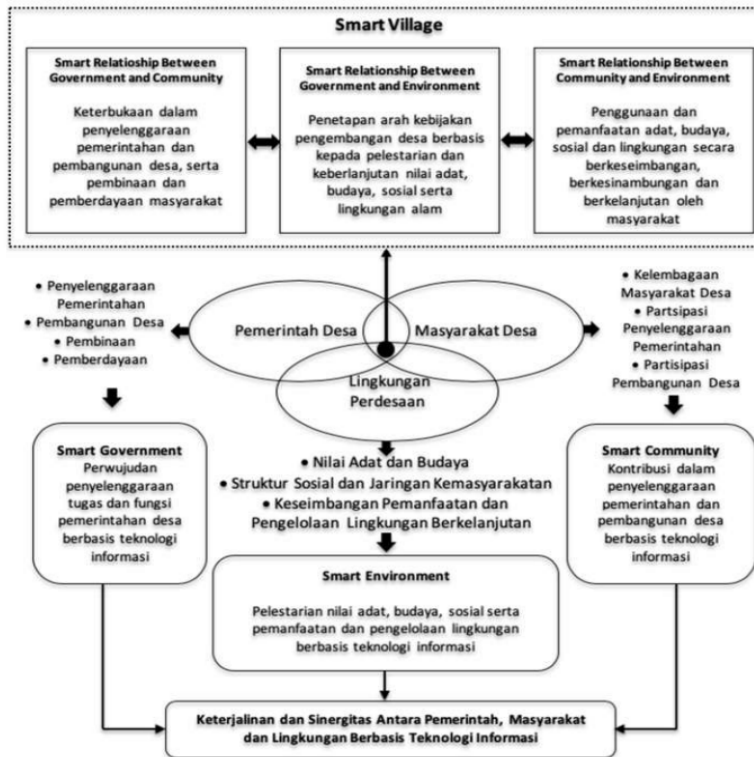 Smart Village
Smart Relatioship Between
Government and Community
Keterbukaan dalam
penyelenggaraan
pemerintahan dan
pembangunan desa, serta
pembinaan dan
pemberdayaan masyarakat
Smart Relationship Between
Government and Environment
Penetapan arah kebijakan
pengembangan desa berbasis
kepada pelestarian dan
keberlanjutan nilai adat,
budaya, sosial serta
lingkungan alam
Smart Relationship Between
Community and Environment
Penggunaan dan
pemanfaatan adat, budaya,
sosial dan lingkungan secara
berkeseimbangan,
berkesinambungan dan
berkelanjutan oleh
masyarakat
• Penyelenggaraan
Pemerintahan
• Pembangunan Desa
• Pembinaan
• Pemberdayaan
Pemerintah Desa
Masyarakat Desa
Lingkungan
Perdesaan
• Kelembagaan
Masyarakat Desa
• Partsipasi
Penyelenggaraan
Pemerintahan
• Partisipasi
Pembangunan Desa
Smart Government
Perwujudan
penyelenggaraan
tugas dan fungsi
pemerintahan desa
berbasis teknologi
informasi
• Nilai Adat dan Budaya
• Struktur Sosial dan Jaringan Kemasyarakatan
• Keseimbangan Pemanfaatan dan
Pengelolaan Lingkungan Berkelanjutan
Smart Community
Kontribusi dalam
penyelenggaraan
pemerintahan dan
pembangunan desa
berbasis teknologi
informasi
Smart Environment
Pelestarian nilai adat, budaya, sosial serta
pemanfaatan dan pengelolaan lingkungan
berbasis teknologi informasi
Keterjalinan dan Sinergitas Antara Pemerintah, Masyarakat
dan Lingkungan Berbasis Teknologi Informasi